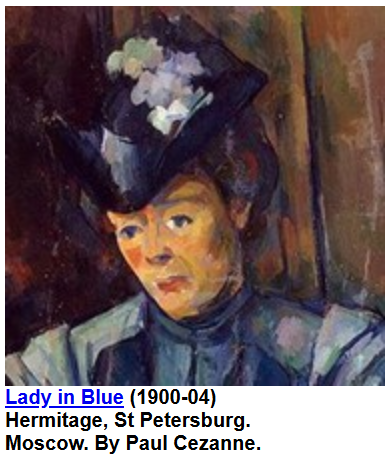 Lady in Blue (1900-04)
Hermitage, St Petersburg.
Moscow. By Paul Cezanne.